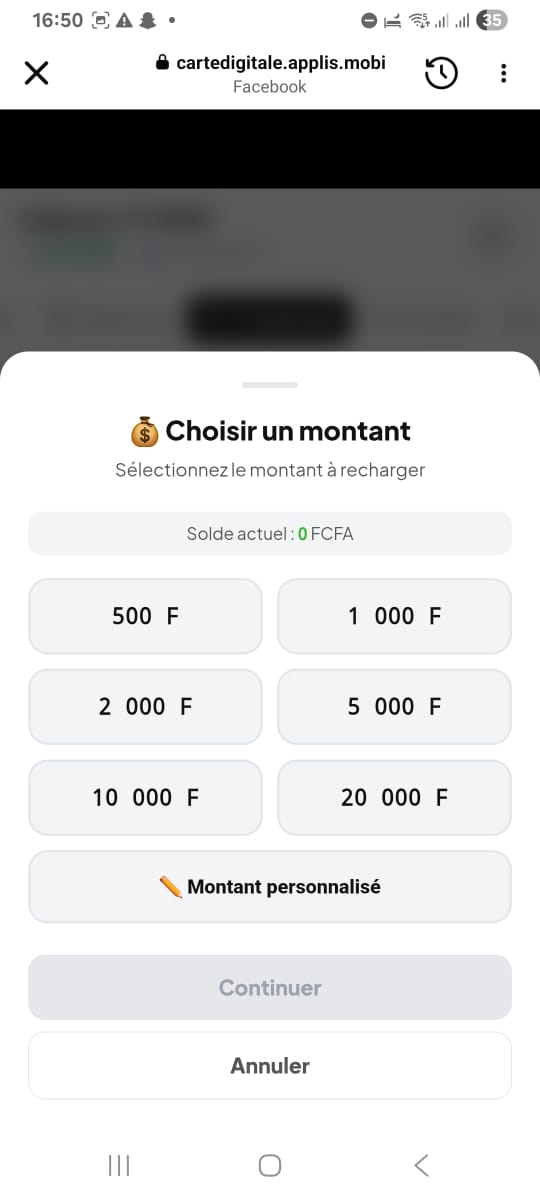 16:50
35
cartedigitale.applis.mobi
Facebook
Choisir un montant
Sélectionnez le montant à recharger
Solde actuel : 0 FCFA
500 F
1 000 F
2 000 F
5 000 F
10 000 F
20 000 F
Montant personnalisé
Continuer
Annuler